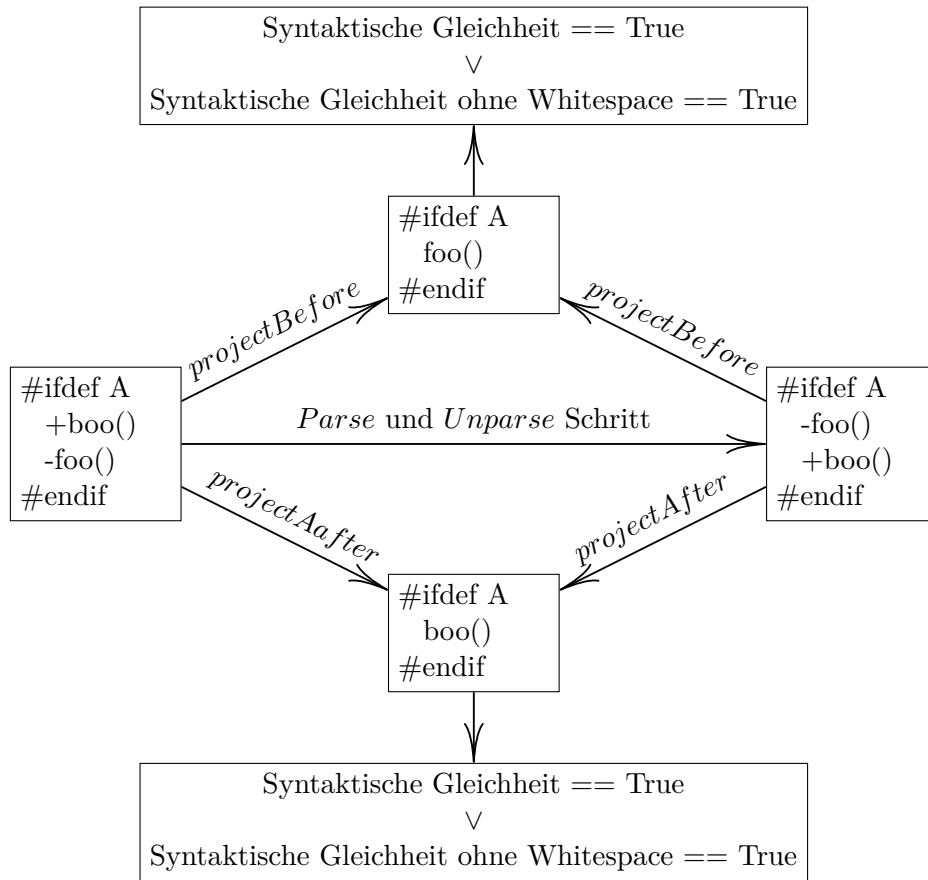 Syntaktische Gleichheit == True
∨
Syntaktische Gleichheit ohne Whitespace == True
#ifdef A
foo()
#endif
projectBefore
projectBefore
#ifdef A
+boo()
-foo()
#endif
Parse und Unparse Schritt
#ifdef A
-foo()
+boo()
#endif
projectAafter
projectAfter
#ifdef A
boo()
#endif
Syntaktische Gleichheit == True
∨
Syntaktische Gleichheit ohne Whitespace == True